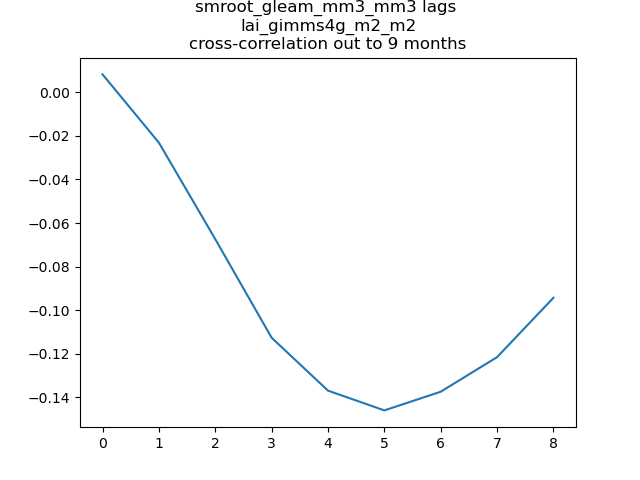 smroot_gleam_mm3_mm3 lags
lai_gimms4g_m2_m2
cross-correlation out to 9 months
0.00
−0.02
−0.04
−0.06
−0.08
−0.10
−0.12
−0.14
0 1 2 3 4 5 6 7 8